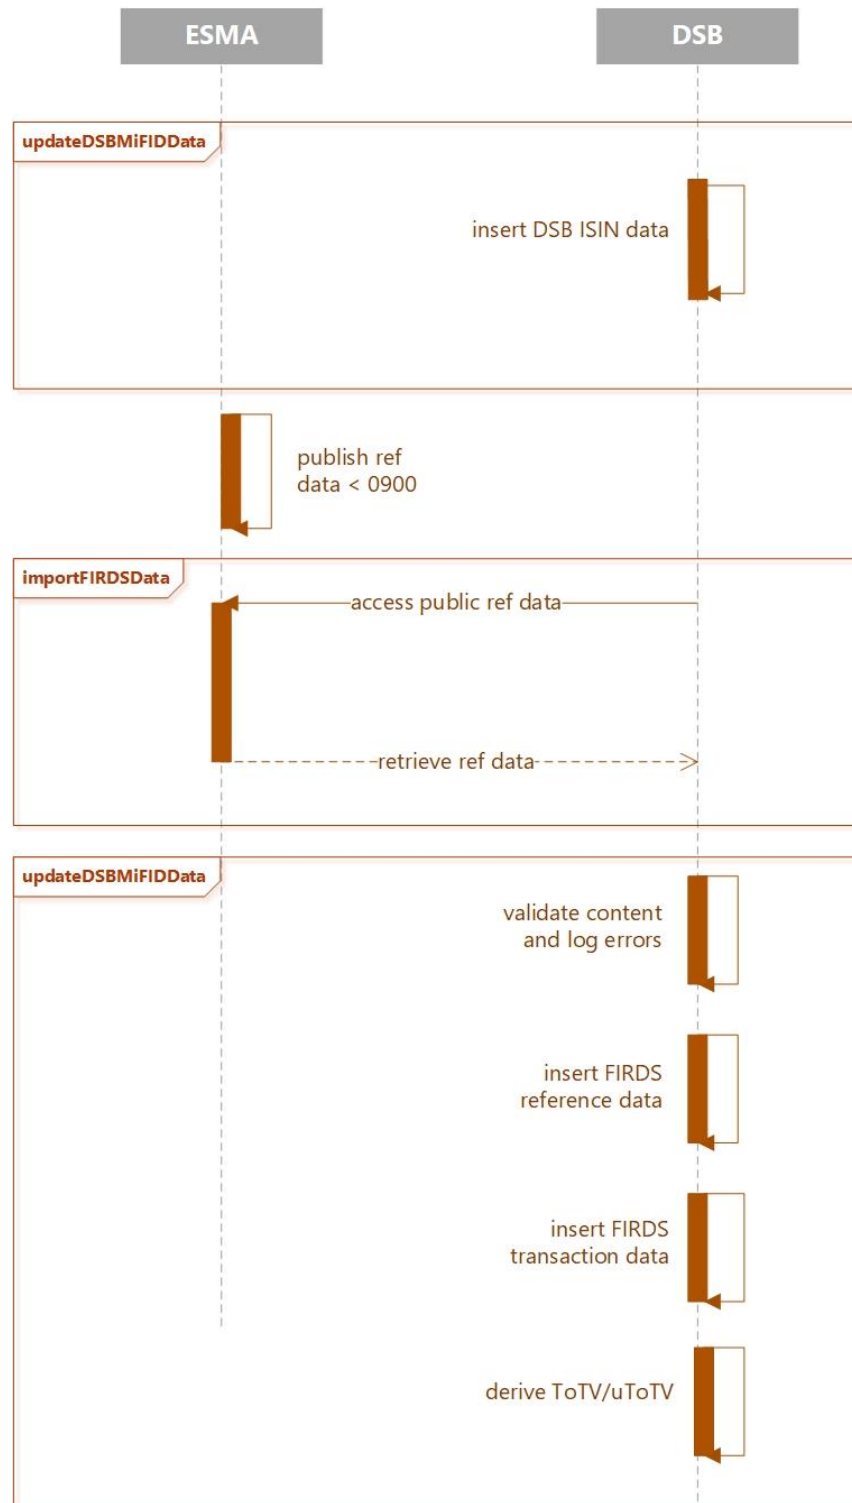 ESMA
DSB
updateDSBMiFIDData
insert DSB ISIN data
publish ref
data < 0900
importFIRDSData
access public ref data
retrieve ref data
updateDSBMiFIDData
validate content
and log errors
insert FIRDS
reference data
insert FIRDS
transaction data
derive ToTV/uToTV